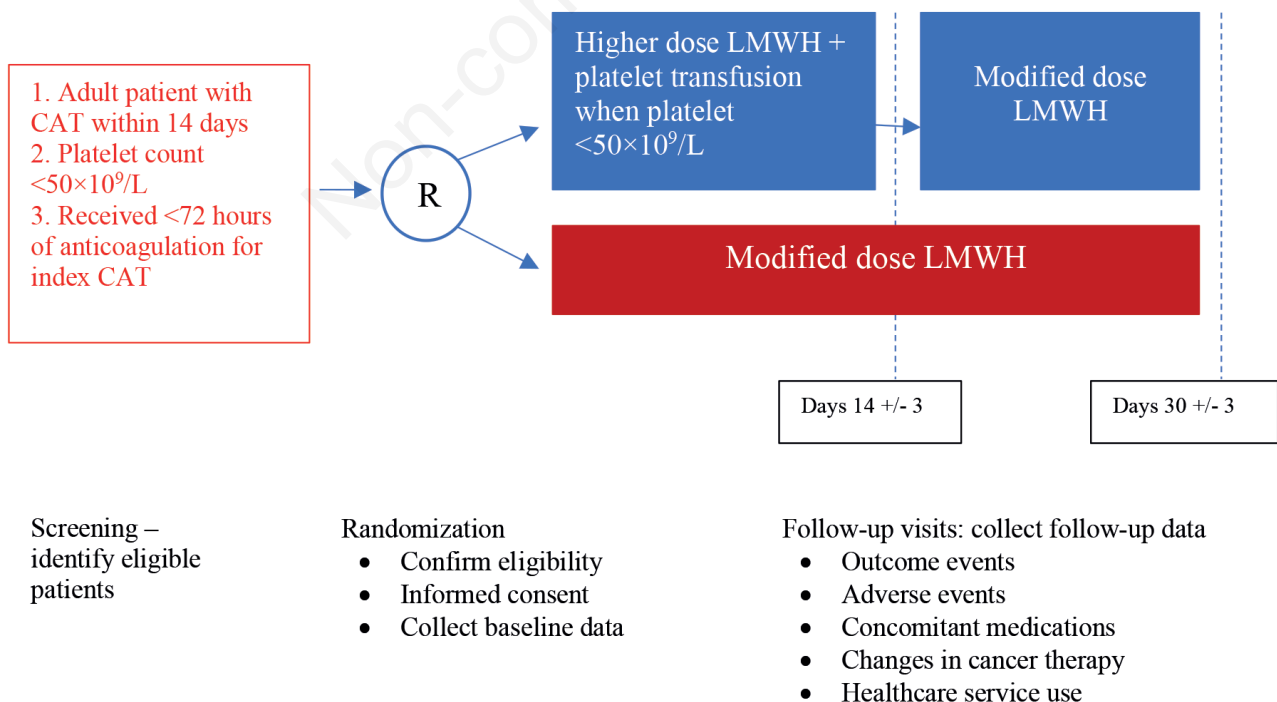 Non-com
1. Adult patient with
CAT within 14 days
2. Platelet count
<50×10⁹/L
3. Received <72 hours
of anticoagulation for
index CAT
R
Higher dose LMWH +
platelet transfusion
when platelet
<50×10⁹/L
Modified dose
LMWH
Modified dose LMWH
Days 14 +/- 3
Days 30 +/- 3
Screening –
identify eligible
patients
Randomization
• Confirm eligibility
• Informed consent
• Collect baseline data
Follow-up visits: collect follow-up data
• Outcome events
• Adverse events
• Concomitant medications
• Changes in cancer therapy
• Healthcare service use